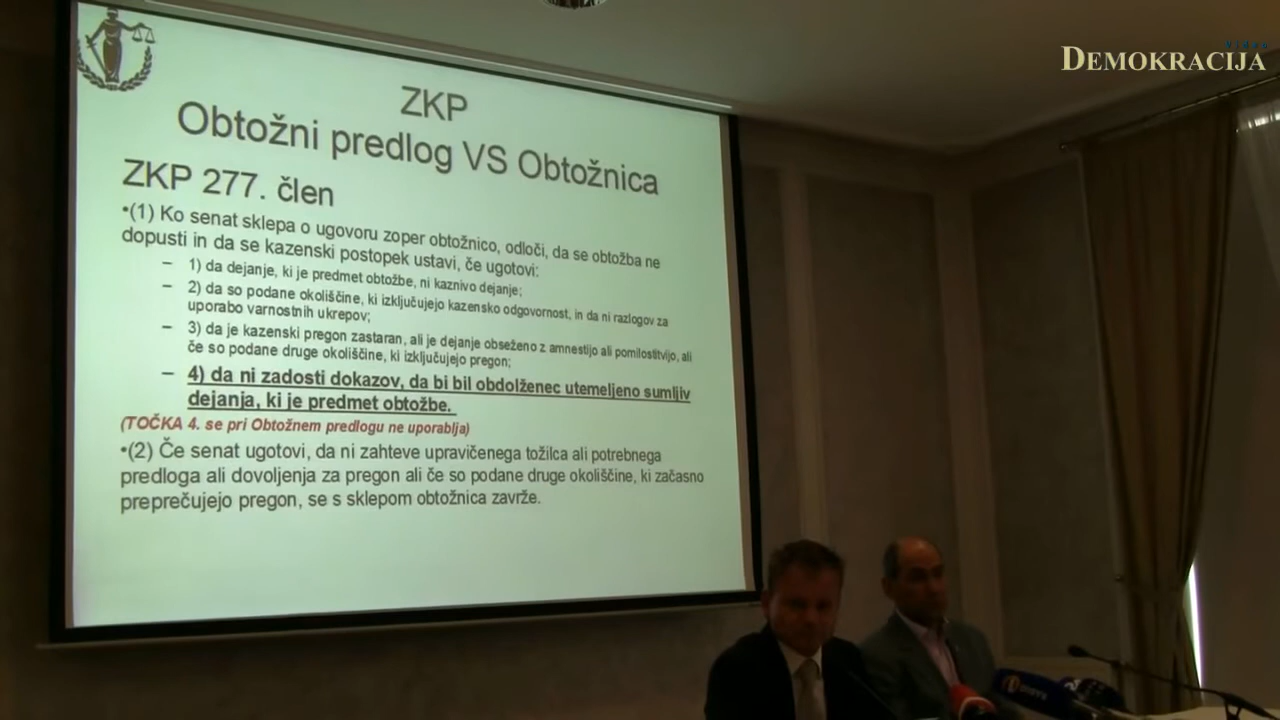 Video
DEMOKRACIJA
ZKP
Obtožni predlog VS Obtožnica
ZKP 277. člen
•(1) Ko senat sklepa o ugovoru zoper obtožnico, odloči, da se obtožba ne
dopusti in da se kazenski postopek ustavi, če ugotovi:
– 1) da dejanje, ki je predmet obtožbe, ni kaznivo dejanje;
– 2) da so podane okoliščine, ki izključujejo kazensko odgovornost, in da ni razlogov za
uporabo varnostnih ukrepov;
– 3) da je kazenski pregon zastaran, ali je dejanje obseženo z amnestijo ali pomilostitvijo, ali
če so podane druge okoliščine, ki izključujejo pregon;
– 4) da ni zadosti dokazov, da bi bil obdolženec utemeljeno sumljiv
dejanja, ki je predmet obtožbe.
(TOČKA 4. se pri Obtožnem predlogu ne uporablja)
•(2) Če senat ugotovi, da ni zahteve upravičenega tožilca ali potrebnega
predloga ali dovoljenja za pregon ali če so podane druge okoliščine, ki začasno
preprečujejo pregon, se s sklepom obtožnica zavrže.